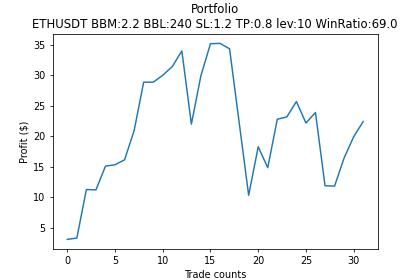 Portfolio
ETHUSDT BBM:2.2 BBL:240 SL:1.2 TP:0.8 lev:10 WinRatio:69.0
35
30
25
20
15
10
5
Profit ($)
0 5 10 15 20 25 30
Trade counts